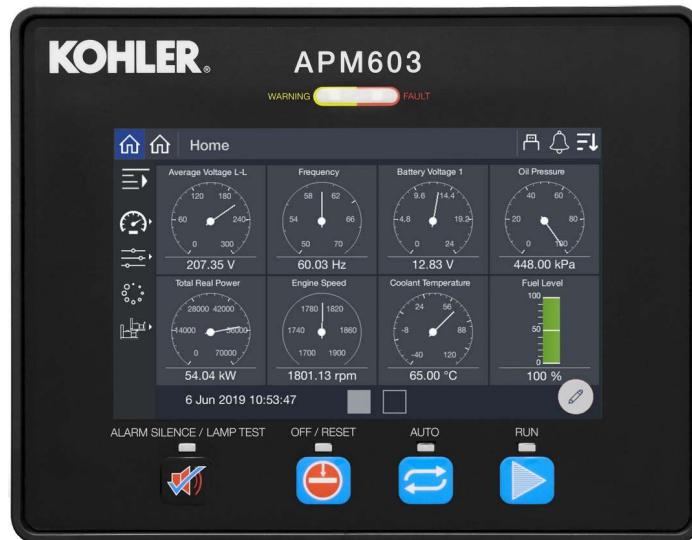 KOHLER.
APM603
WARNING FAULT
Home
Average Voltage L-L Frequency Battery Voltage 1 Oil Pressure
120 180 58 62 9.6 14.4 40 60
60 240 54 66 4.8 19.2 20 80
0 300 50 70 0 24 0 100
207.35 V 60.03 Hz 12.83 V 448.00 kPa
Total Real Power Engine Speed Coolant Temperature Fuel Level
28000 42000 1780 1820 24 56 100
14000 56000 1740 1860 -8 88 50
0 70000 1700 1900 -40 120 0
54.04 kW 1801.13 rpm 65.00 °C 100 %
6 Jun 2019 10:53:47
ALARM SILENCE / LAMP TEST OFF / RESET AUTO RUN